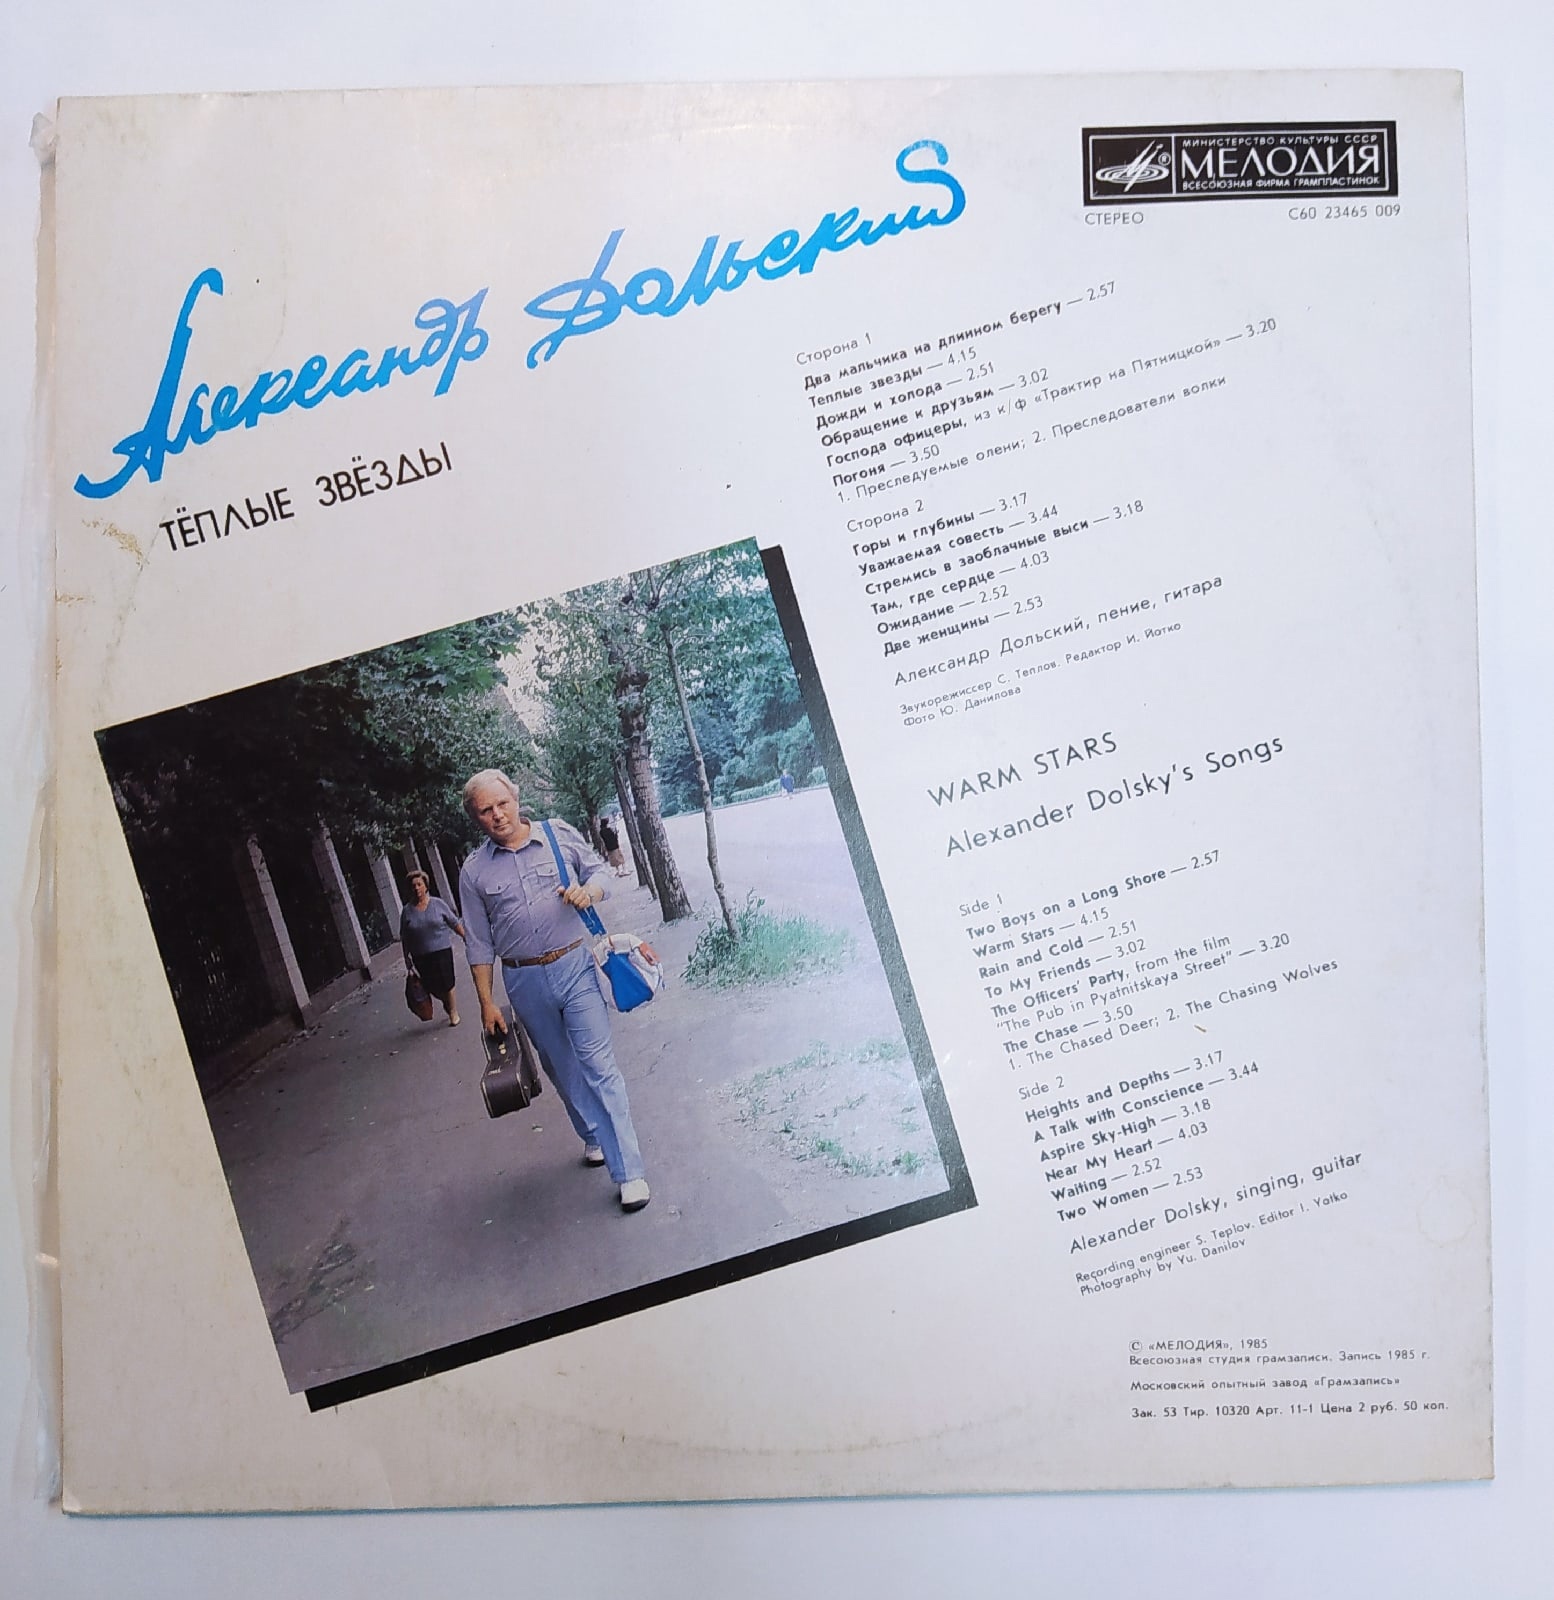 Александр Дольский
ТЁПЛЫЕ ЗВЁЗДЫ
МИНИСТЕРСТВО КУЛЬТУРЫ СССР
МЕЛОДИЯ
ВСЕСОЮЗНАЯ ФИРМА ГРАМПЛАСТИНОК
СТЕРЕО
С60 23465 009
Сторона 1
Два мальчика на длинном берегу — 2.57
Теплые звезды — 4.15
Дожди и холода — 2.51
Обращение к друзьям — 3.02
Господа офицеры, из к/ф «Трактир на Пятницкой» — 3.20
Погоня — 3.50
1. Преследуемые олени; 2. Преследователи волки
Сторона 2
Горы и глубины — 3.17
Уважаемая совесть — 3.44
Стремись в заоблачные выси — 3.18
Там, где сердце — 4.03
Ожидание — 2.52
Две женщины — 2.53
Александр Дольский, пение, гитара
Звукорежиссер С. Теплов. Редактор И. Йотко
Фото Ю. Данилова
WARM STARS
Alexander Dolsky's Songs
Side 1
Two Boys on a Long Shore — 2.57
Warm Stars — 4.15
Rain and Cold — 2.51
To My Friends — 3.02
The Officers' Party, from the film
"The Pub in Pyatnitskaya Street" — 3.20
The Chase — 3.50
1. The Chased Deer; 2. The Chasing Wolves
Side 2
Heights and Depths — 3.17
A Talk with Conscience — 3.44
Aspire Sky-High — 3.18
Near My Heart — 4.03
Waiting — 2.52
Two Women — 2.53
Alexander Dolsky, singing, guitar
Recording engineer S. Teplov. Editor I. Yotko
Photography by Yu. Danilov
© «МЕЛОДИЯ», 1985
Всесоюзная студия грамзаписи. Запись 1985 г.
Московский опытный завод «Грамзапись»
Зак. 53 Тир. 10320 Арт. 11-1 Цена 2 руб. 50 коп.